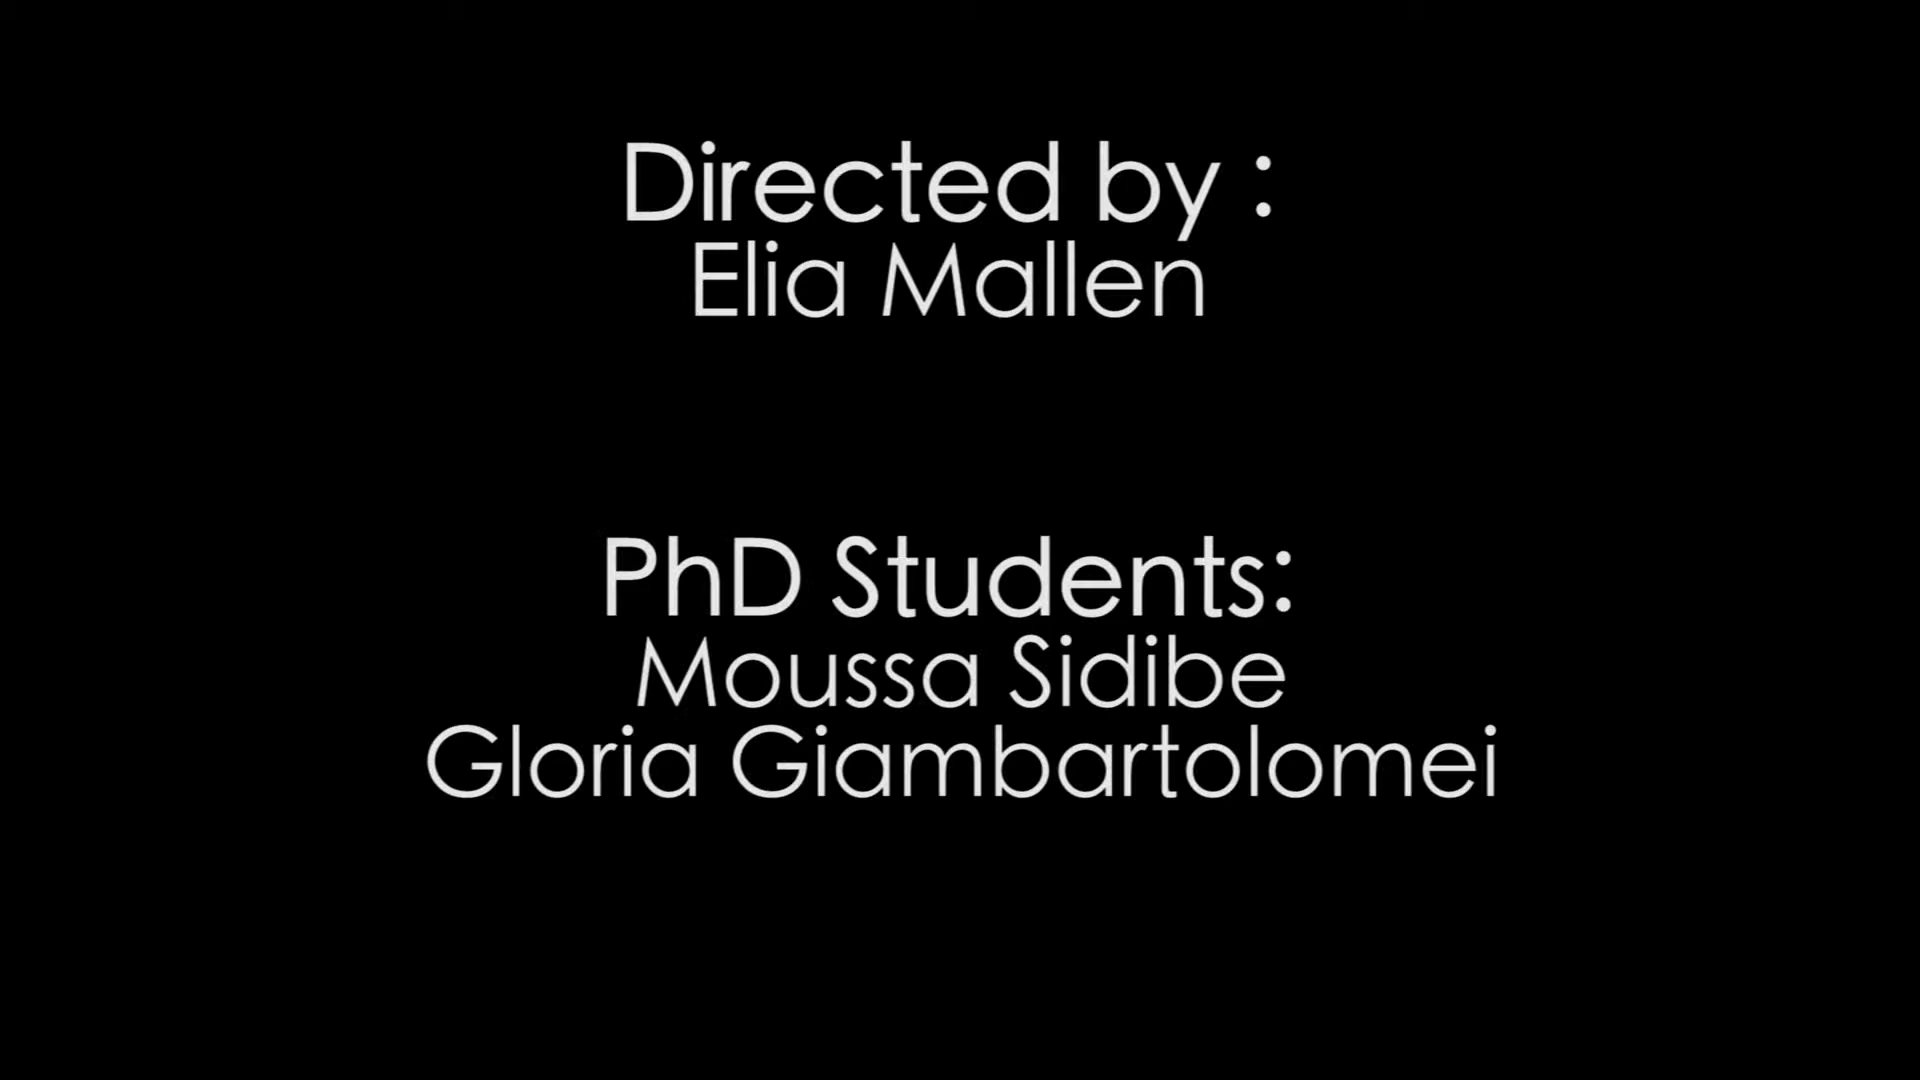 Directed by :
Elia Mallen
PhD Students:
Moussa Sidibe
Gloria Giambartolomei